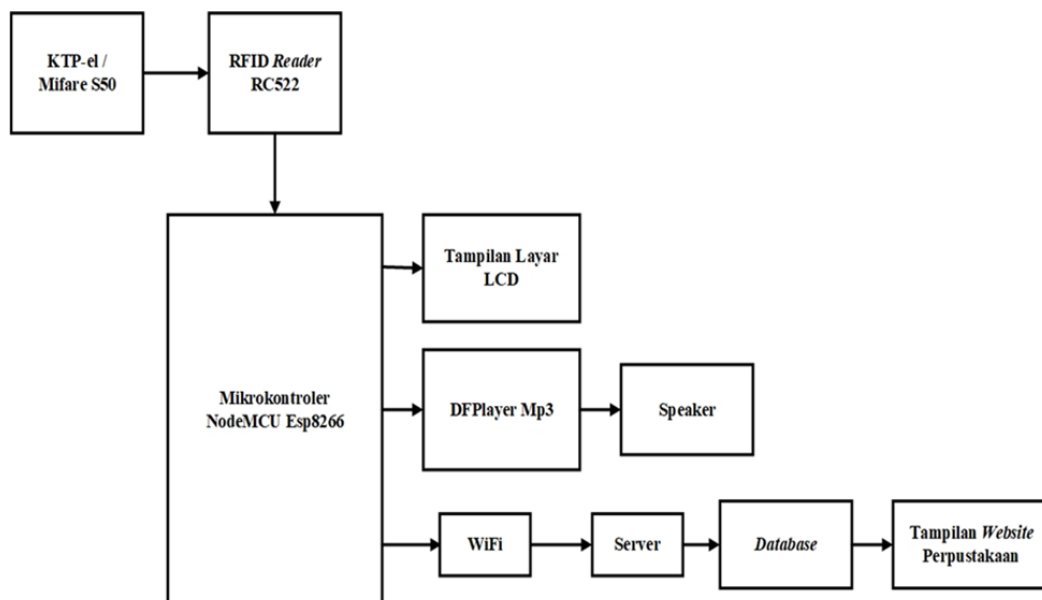 KTP-el /
Mifare S50
RFID Reader
RC522
Tampilan Layar
LCD
Mikrokontroler
NodeMCU Esp8266
DFPlayer Mp3
Speaker
WiFi
Server
Database
Tampilan Website
Perpustakaan